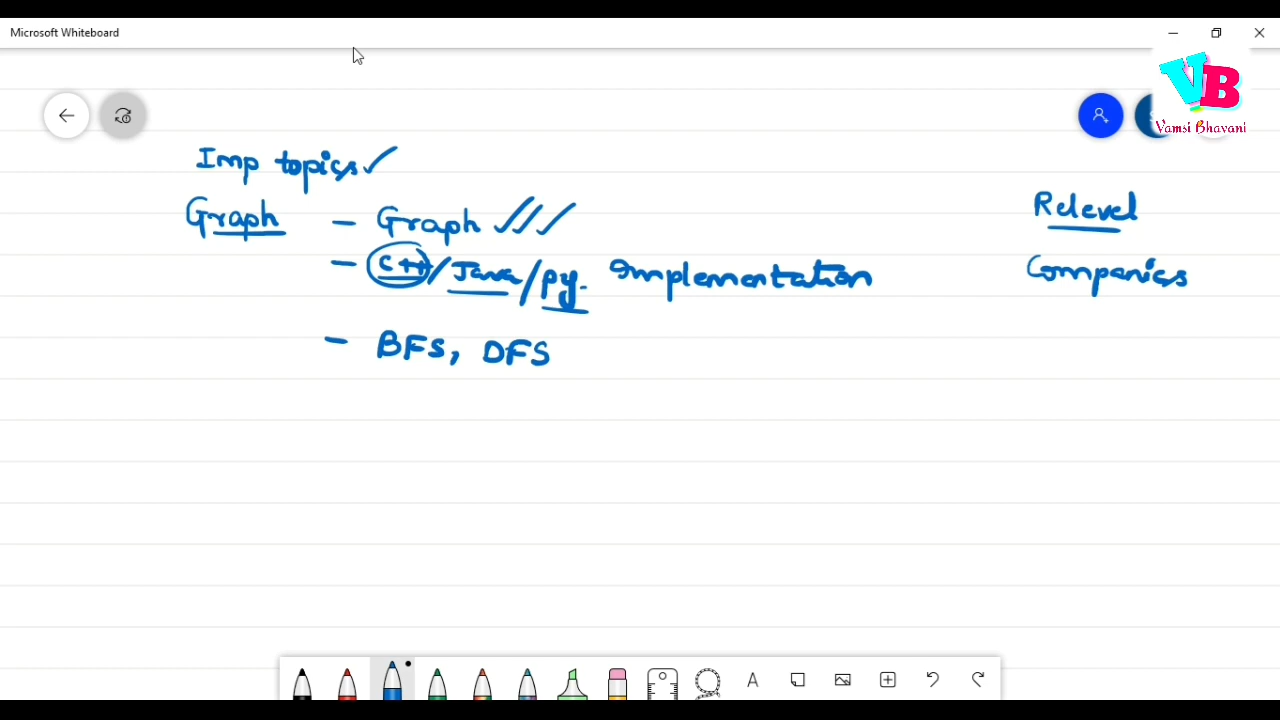 Microsoft Whiteboard
VB
Vamsi Bhavani
Imp topics
Graph - Graph
Relevel
- C++/Java/py. Implementation
Companies
- BFS, DFS
A